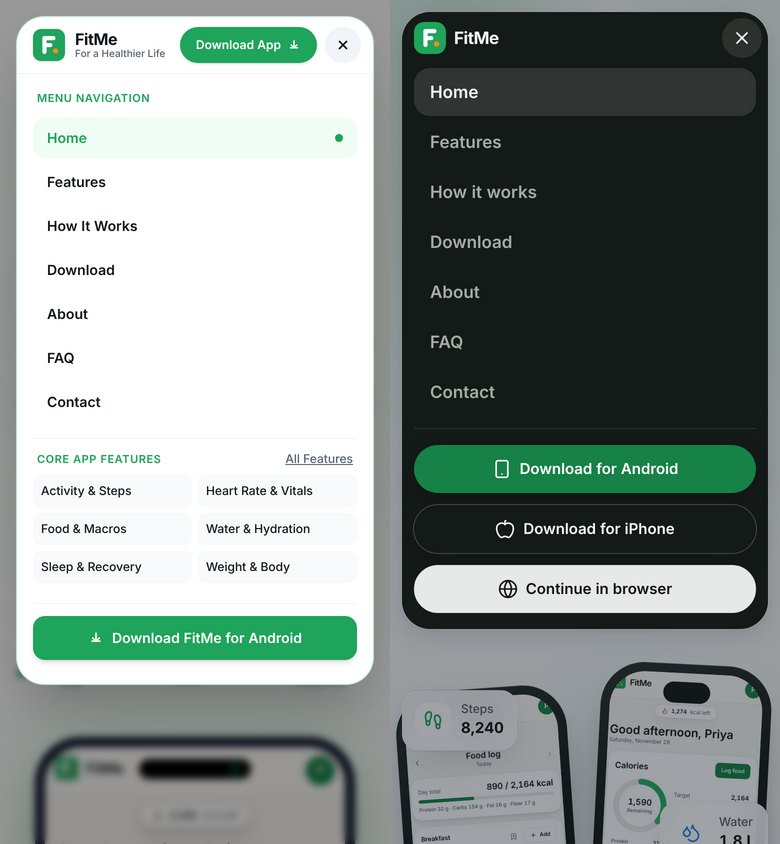 FitMe
For a Healthier Life
Download App
MENU NAVIGATION
Home
Features
How It Works
Download
About
FAQ
Contact
CORE APP FEATURES
All Features
Activity & Steps
Heart Rate & Vitals
Food & Macros
Water & Hydration
Sleep & Recovery
Weight & Body
Download FitMe for Android
FitMe
Home
Features
How it works
Download
About
FAQ
Contact
Download for Android
Download for iPhone
Continue in browser
Steps
8,240
Food log
Today
Day total
890 / 2,164 kcal
Protein 32 g · Carbs 154 g · Fat 16 g · Fiber 17 g
Breakfast
+ Add
FitMe
1,274 kcal left
Good afternoon, Priya
Saturday, November 28
Calories
Log food
1,590
Remaining
Target
2,164
Protein
Water
1.8 L